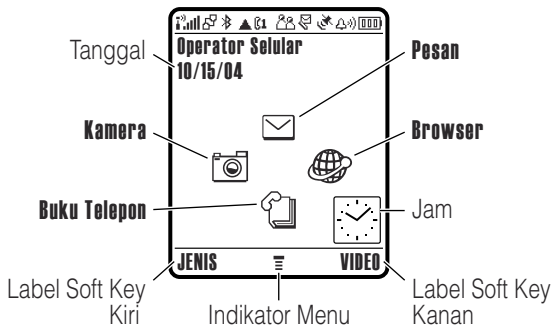 Operator Selular
Tanggal
10/15/04
Pesan
Kamera
Browser
Buku Telepon
Jam
JENIS
VIDEO
Label Soft Key
Kiri
Indikator Menu
Label Soft Key
Kanan